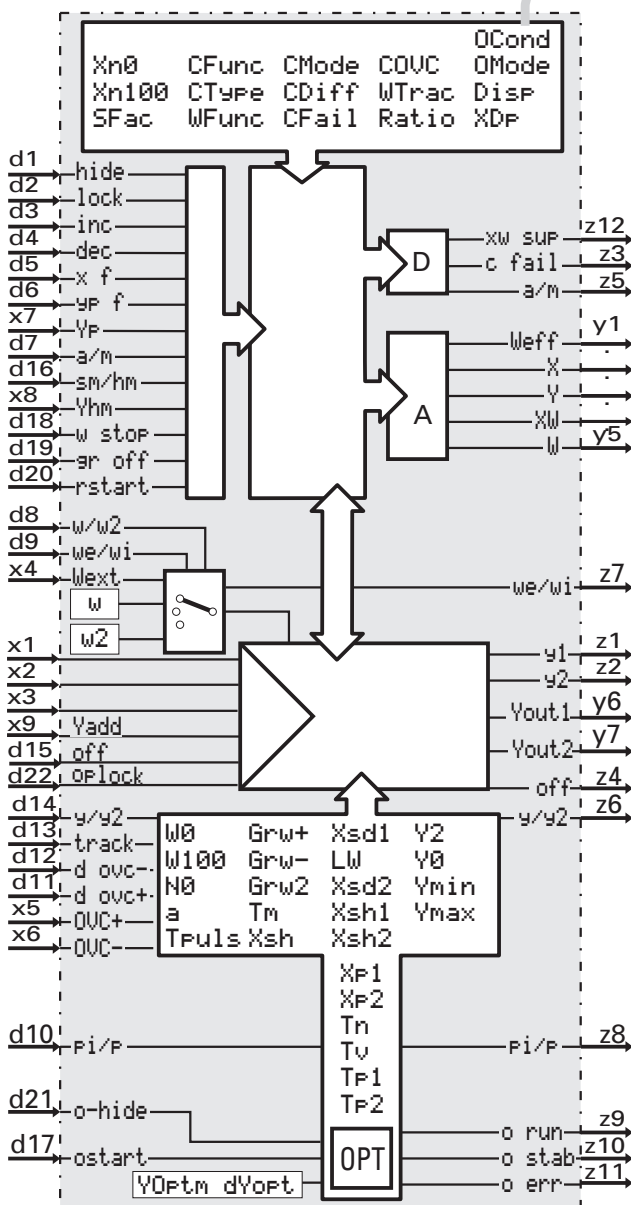 OCond
Xn0 CFunc CMode COVC OMode
Xn100 CType CDiff WTrac Disp
SFac WFunc CFail Ratio XDp
d1 hide
d2 lock
d3 inc
d4 dec
d5 x f
d6 yp f
x7 Yp
d7 a/m
d16 sm/hm
x8 Yhm
d18 w stop
d19 gr off
d20 rstart
D
xw sup z12
c fail z3
a/m z5
A
Weff y1
X .
Y .
XW .
W y5
d8 w/w2
d9 we/wi
x4 Wext
w
w2
we/wi z7
x1
x2
x3
x9 Yadd
d15 off
d22 oplock
y1 z1
y2 z2
Yout1 y6
Yout2 y7
off z4
y/y2 z6
d14 y/y2
d13 track
d12 d ovc-
d11 d ovc+
x5 OVC+
x6 OVC-
W0 Grw+ Xsd1 Y2
W100 Grw- LW Y0
N0 Grw2 Xsd2 Ymin
a Tm Xsh1 Ymax
Tpuls Xsh Xsh2
Xp1
Xp2
Tn
Tv
Tp1
Tp2
d10 pi/p
pi/p z8
d21 o-hide
d17 ostart
OPT
YOptm dYopt
o run z9
o stab z10
o err z11